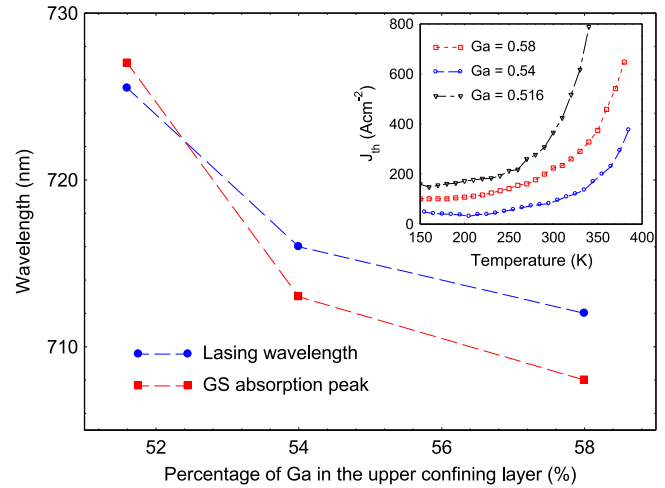 730
720
710
Wavelength (nm)
52
54
56
58
Percentage of Ga in the upper confining layer (%)
Lasing wavelength
GS absorption peak
800
600
400
200
0
J_th (Acm^-2)
150
200
250
300
350
400
Temperature (K)
Ga = 0.58
Ga = 0.54
Ga = 0.516